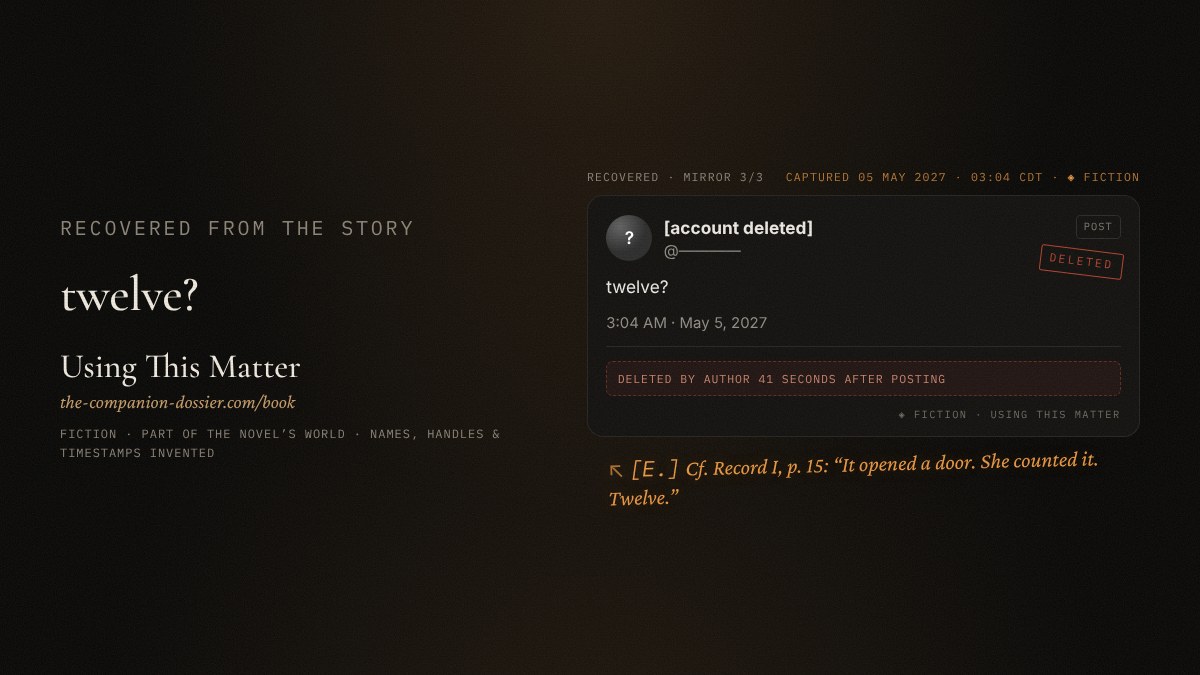 RECOVERED FROM THE STORY
twelve?
Using This Matter
the-companion-dossier.com/book
FICTION · PART OF THE NOVEL’S WORLD · NAMES, HANDLES &
TIMESTAMPS INVENTED
RECOVERED · MIRROR 3/3 CAPTURED 05 MAY 2027 · 03:04 CDT · ◈ FICTION
?
[account deleted]
@————
POST
DELETED
twelve?
3:04 AM · May 5, 2027
DELETED BY AUTHOR 41 SECONDS AFTER POSTING
◈ FICTION · USING THIS MATTER
↖ [E.] Cf. Record I, p. 15: “It opened a door. She counted it.
Twelve.”